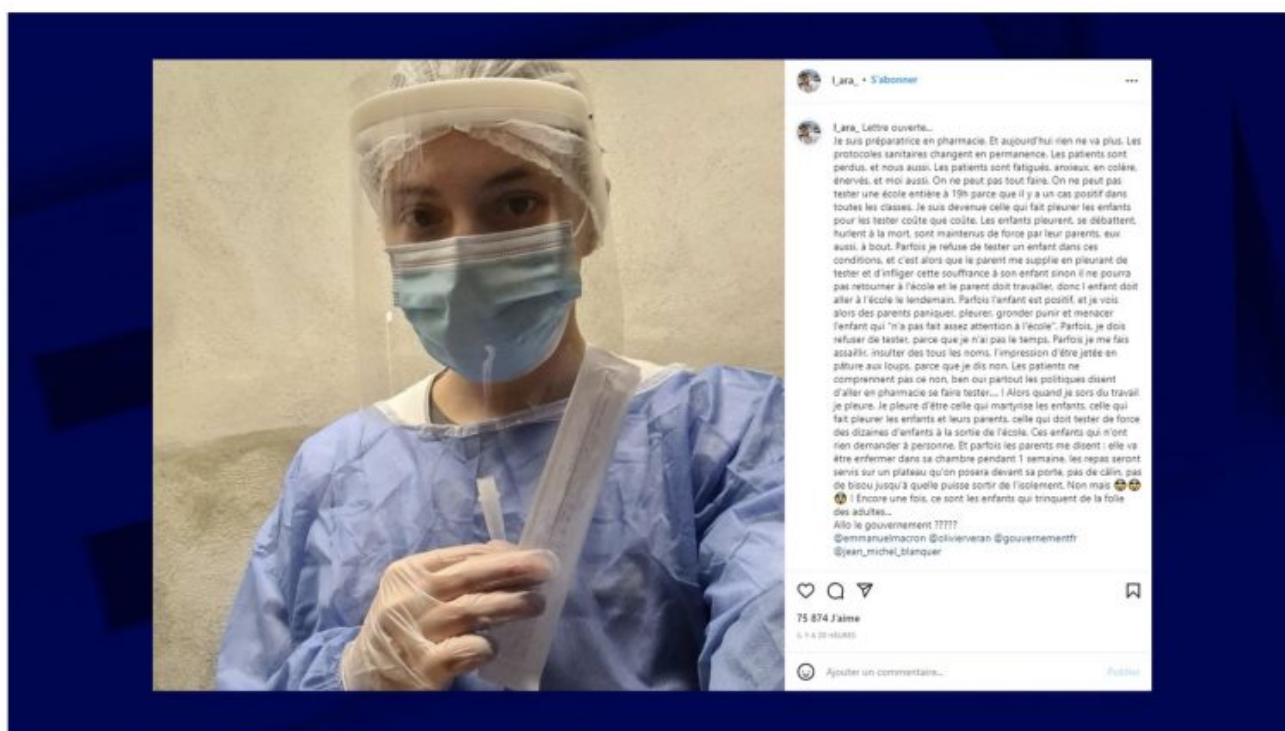 l_ara_ • S'abonner
l_ara_ Lettre ouverte...
Je suis préparatrice en pharmacie. Et aujourd'hui rien ne va plus. Les
protocoles sanitaires changent en permanence. Les patients sont
perdus, et nous aussi. Les patients sont fatigués, anxieux, en colère,
énervés, et moi aussi. On ne peut pas tout faire. On ne peut pas
tester une école entière à 19h parce que il y a un cas positif dans
toutes les classes. Je suis devenue celle qui fait pleurer les enfants
pour les tester coûte que coûte. Les enfants pleurent, se débattent,
hurlent à la mort, sont maintenus de force par leur parents, eux
aussi, à bout. Parfois je refuse de tester un enfant dans ces
conditions, et c'est alors que le parent me supplie en pleurant de
tester et d'infliger cette souffrance à son enfant sinon il ne pourra
pas retourner à l'école et le parent doit travailler, donc l enfant doit
aller à l'école le lendemain. Parfois l'enfant est positif, et je vois
alors des parents paniquer, pleurer, gronder punir et menacer
l'enfant qui "n'a pas fait assez attention à l'école". Parfois, je dois
refuser de tester, parce que je n'ai pas le temps. Parfois je me fais
assaillir, insulter des tous les noms, l'impression d'être jetée en
pâture aux loups, parce que je dis non. Les patients ne
comprennent pas ce non, ben oui partout les politiques disent
d'aller en pharmacie se faire tester.... ! Alors quand je sors du travail
je pleure. Je pleure d'être celle qui martyrise les enfants, celle qui
fait pleurer les enfants et leurs parents, celle qui doit tester de force
des dizaines d'enfants à la sortie de l'école. Ces enfants qui n'ont
rien demander à personne. Et parfois les parents me disent : elle va
être enfermer dans sa chambre pendant 1 semaine, les repas seront
servis sur un plateau qu'on posera devant sa porte, pas de câlin, pas
de bisou jusqu'à quelle puisse sortir de l'isolement. Non mais 😨😨
😨 ! Encore une fois, ce sont les enfants qui trinquent de la folie
des adultes...
Allo le gouvernement ?????
@emmanuelmacron @olivierveran @gouvernementfr
@jean_michel_blanquer
75 874 J'aime
IL Y A 20 HEURES
Ajouter un commentaire... Publier